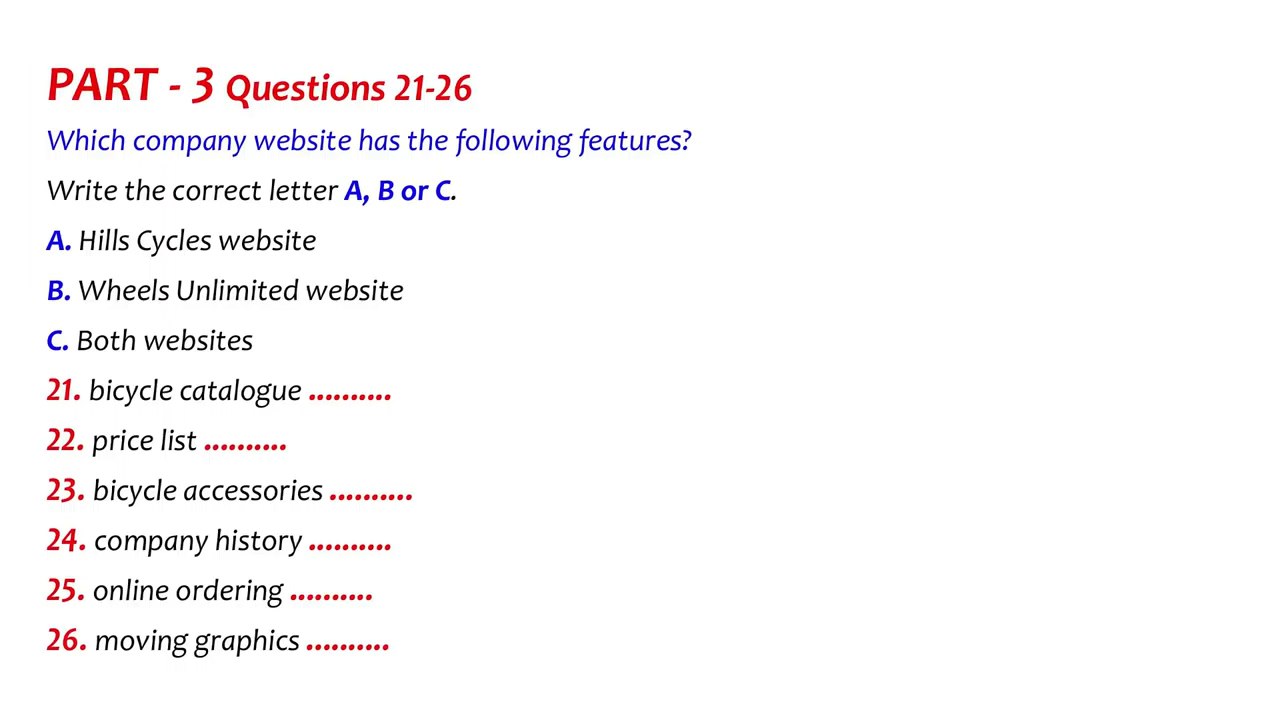 PART - 3 Questions 21-26
Which company website has the following features?
Write the correct letter A, B or C.
A. Hills Cycles website
B. Wheels Unlimited website
C. Both websites
21. bicycle catalogue ..........
22. price list ..........
23. bicycle accessories ..........
24. company history ..........
25. online ordering ..........
26. moving graphics ..........